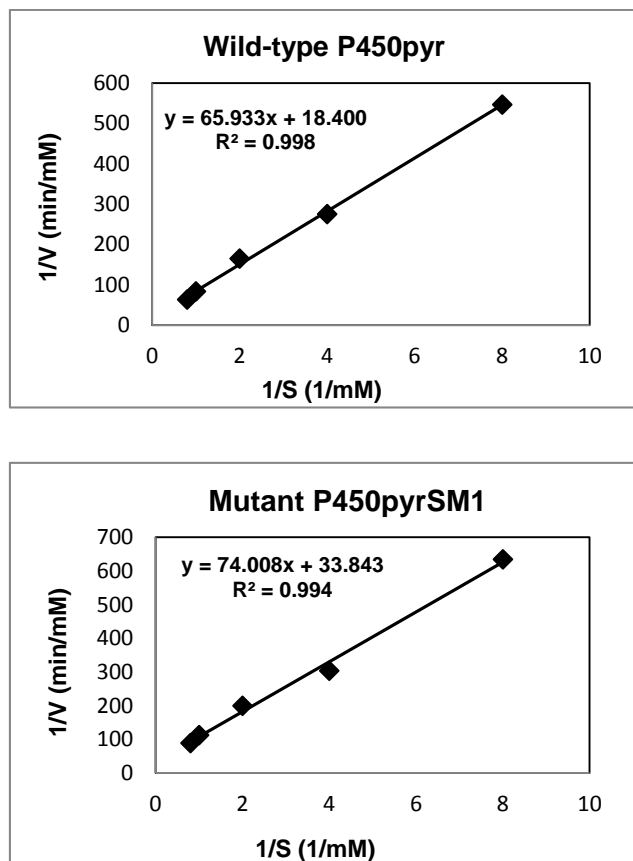 Wild-type P450pyr
600
500
400
300
200
100
0
y = 65.933x + 18.400
R² = 0.998
1/V (min/mM)
0 2 4 6 8 10
1/S (1/mM)
Mutant P450pyrSM1
700
600
500
400
300
200
100
0
y = 74.008x + 33.843
R² = 0.994
1/V (min/mM)
0 2 4 6 8 10
1/S (1/mM)